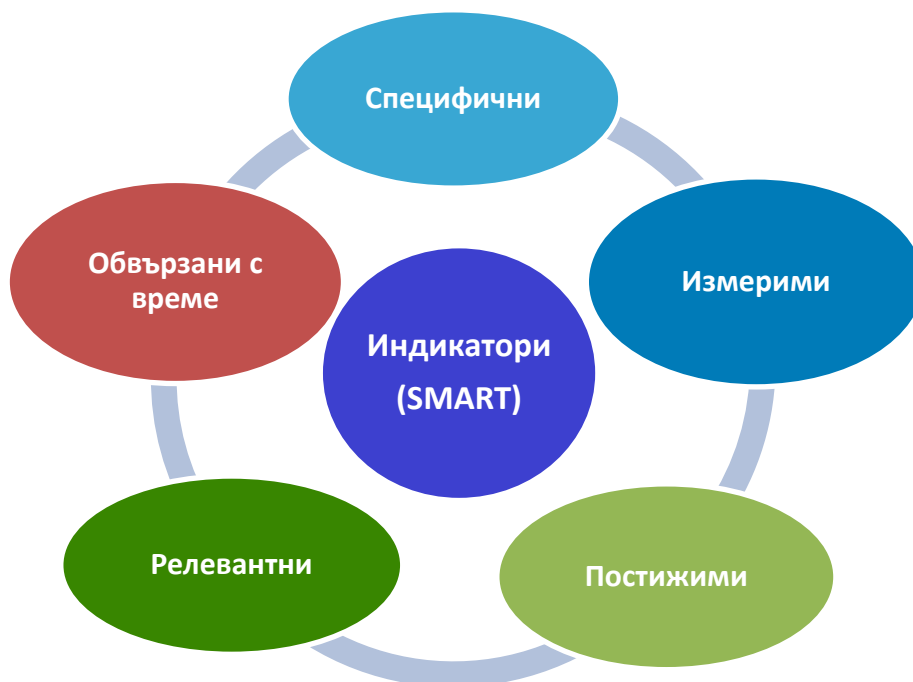 Специфични
Измерими
Постижими
Релевантни
Обвързани с
време
Индикатори
(SMART)